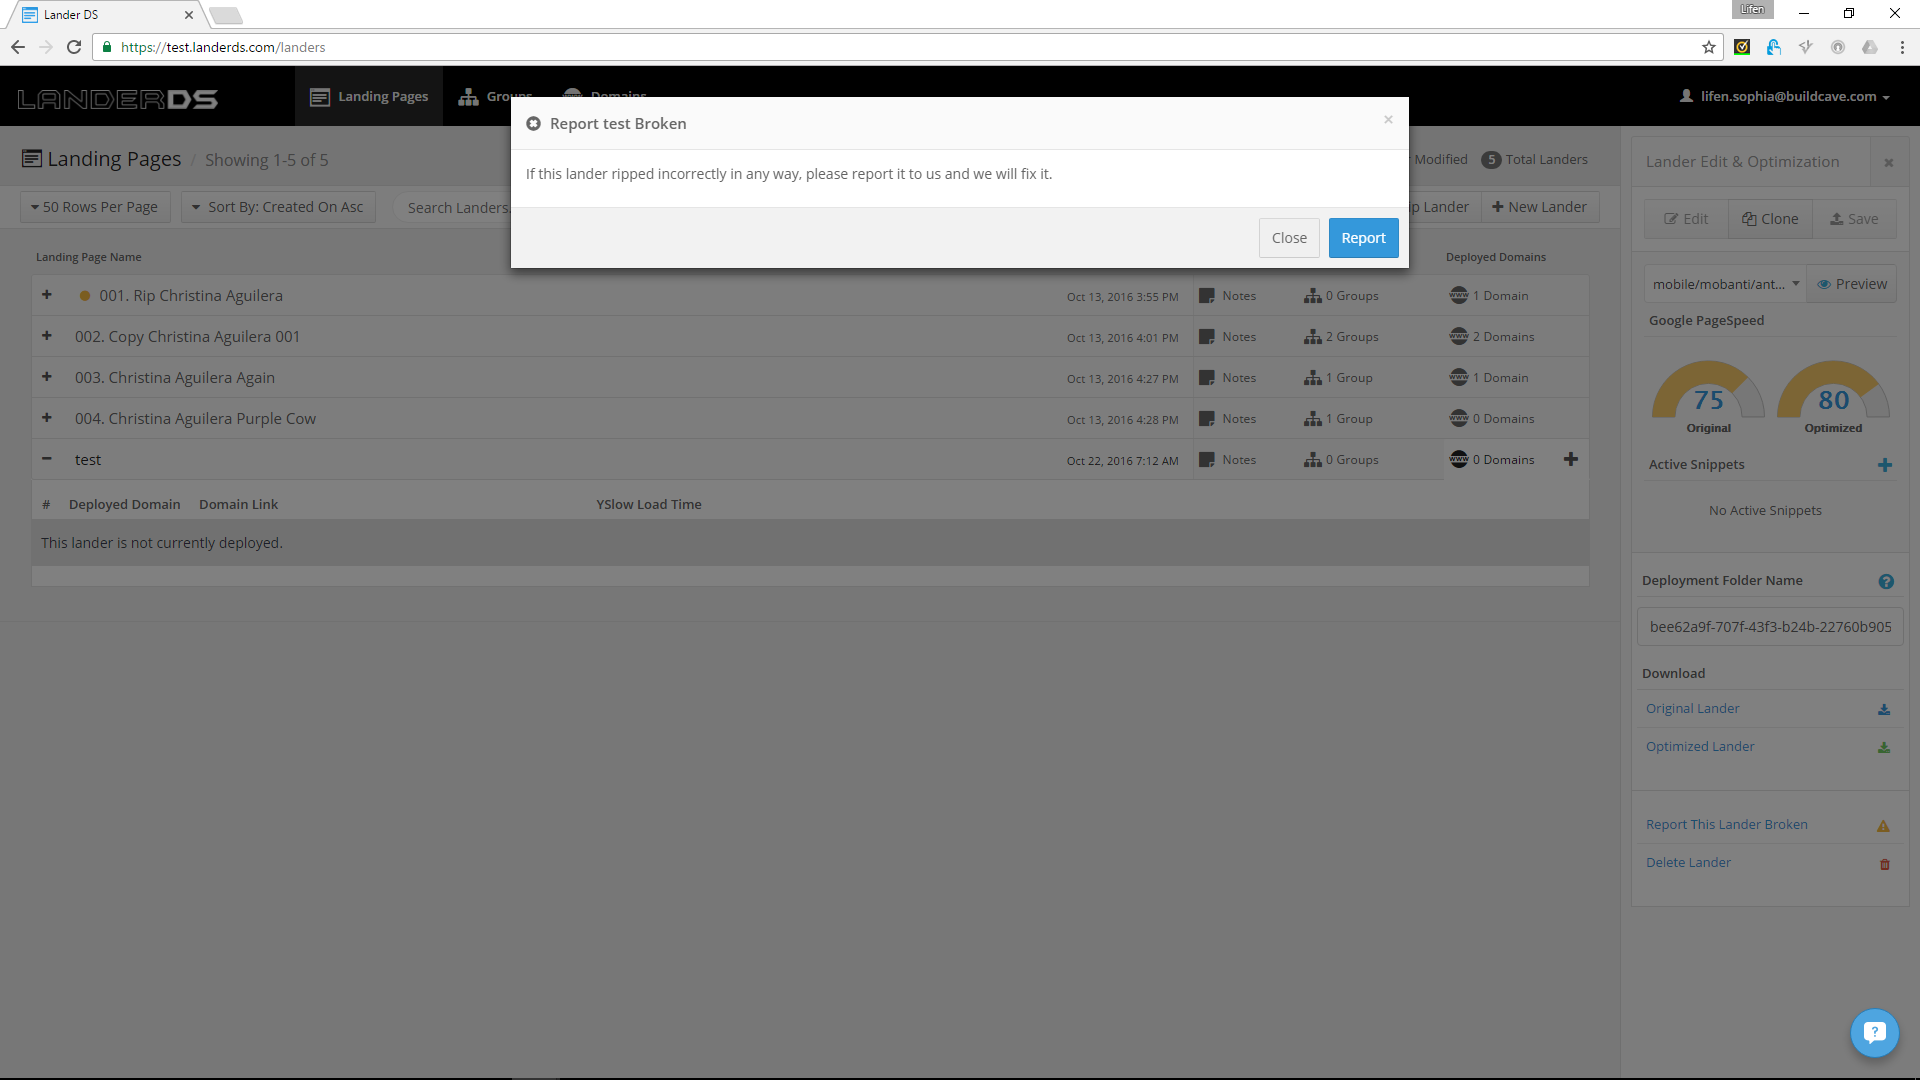 Lander DS
Lifen
https://test.landerds.com/landers
LANDERDS
Landing Pages
Groups
Domains
lifen.sophia@buildcave.com
Report test Broken
×
If this lander ripped incorrectly in any way, please report it to us and we will fix it.
Close
Report
Landing Pages / Showing 1-5 of 5
Modified
5 Total Landers
50 Rows Per Page
Sort By: Created On Asc
Search Landers.
p Lander
New Lander
Landing Page Name
Deployed Domains
001. Rip Christina Aguilera
Oct 13, 2016 3:55 PM
Notes
0 Groups
www 1 Domain
002. Copy Christina Aguilera 001
Oct 13, 2016 4:01 PM
Notes
2 Groups
www 2 Domains
003. Christina Aguilera Again
Oct 13, 2016 4:27 PM
Notes
1 Group
www 1 Domain
004. Christina Aguilera Purple Cow
Oct 13, 2016 4:28 PM
Notes
1 Group
www 0 Domains
test
Oct 22, 2016 7:12 AM
Notes
0 Groups
www 0 Domains
# Deployed Domain Domain Link YSlow Load Time
This lander is not currently deployed.
Lander Edit & Optimization
Edit
Clone
Save
mobile/mobanti/ant...
Preview
Google PageSpeed
75
Original
80
Optimized
Active Snippets
No Active Snippets
Deployment Folder Name
?
bee62a9f-707f-43f3-b24b-22760b905
Download
Original Lander
Optimized Lander
Report This Lander Broken
Delete Lander
?